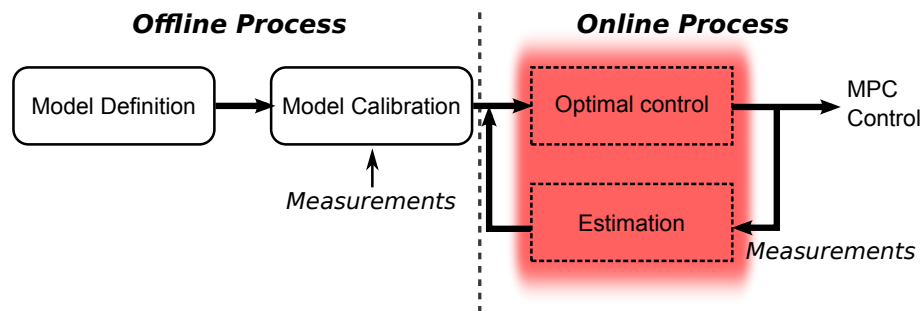 Offline Process
Online Process
Model Definition
Model Calibration
Optimal control
MPC
Control
Measurements
Estimation
Measurements